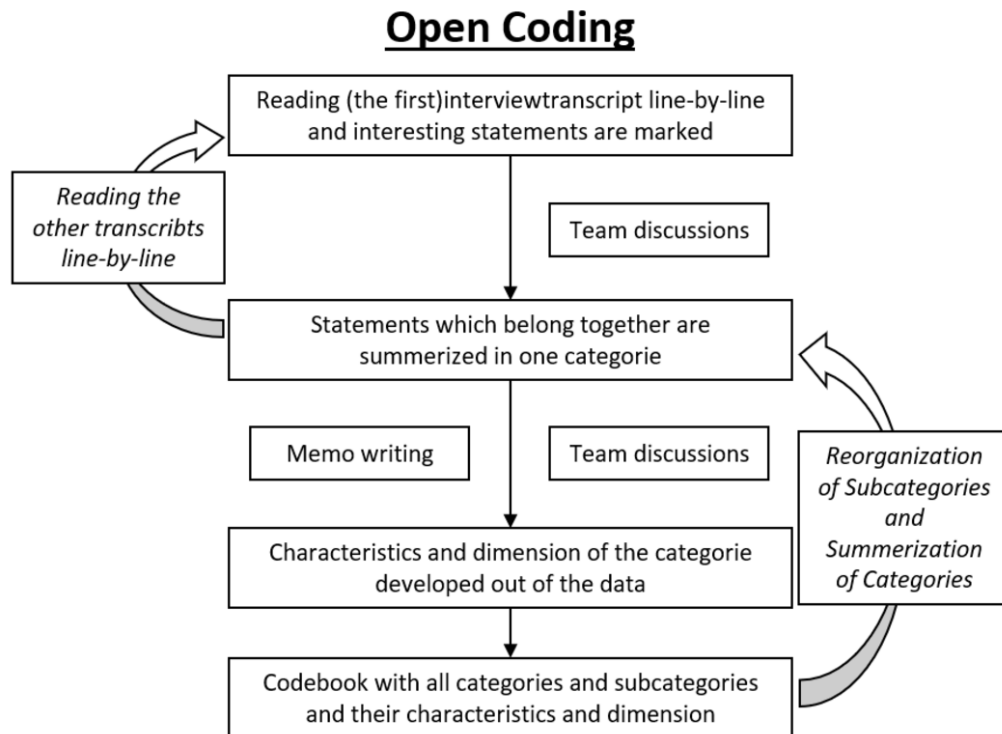 Open Coding
Reading (the first)interviewtranscript line-by-line
and interesting statements are marked
Reading the
other transcribts
line-by-line
Team discussions
Statements which belong together are
summerized in one categorie
Memo writing
Team discussions
Reorganization
of Subcategories
and
Summerization
of Categories
Characteristics and dimension of the categorie
developed out of the data
Codebook with all categories and subcategories
and their characteristics and dimension